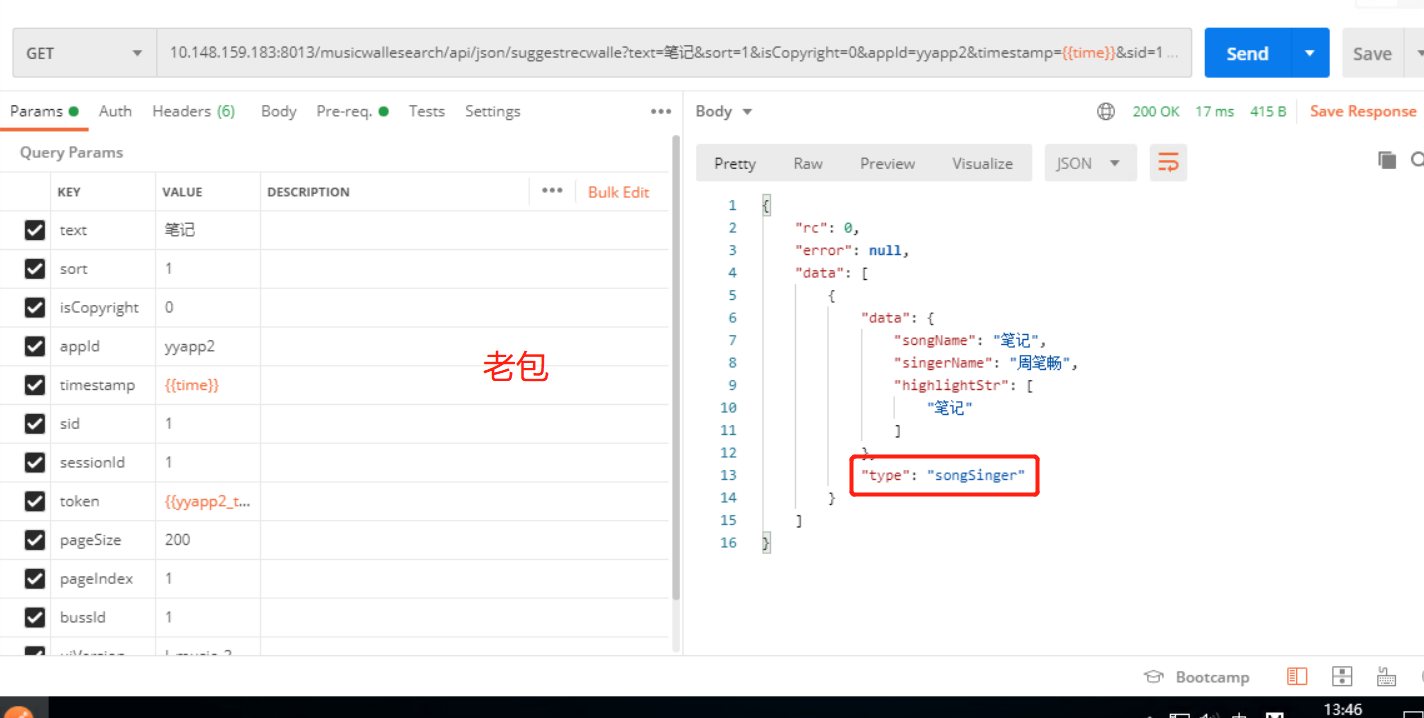 GET
10.148.159.183:8013/musicwallesearch/api/json/suggestrecwalle?text=笔记&sort=1&isCopyright=0&appId=yyapp2&timestamp={{time}}&sid=1 ...
Send
Save
Params
Auth
Headers (6)
Body
Pre-req.
Tests
Settings
Query Params
KEY VALUE DESCRIPTION
Bulk Edit
text 笔记
sort 1
isCopyright 0
appId yyapp2
timestamp {{time}}
sid 1
sessionId 1
token {{yyapp2_t...
pageSize 200
pageIndex 1
bussId 1
老包
Body
200 OK 17 ms 415 B
Save Response
Pretty
Raw
Preview
Visualize
JSON
1 {
2 "rc": 0,
3 "error": null,
4 "data": [
5 {
6 "data": {
7 "songName": "笔记",
8 "singerName": "周笔畅",
9 "highlightStr": [
10 "笔记"
11 ]
12 },
13 "type": "songSinger"
14 }
15 ]
16 }
Bootcamp
13:46